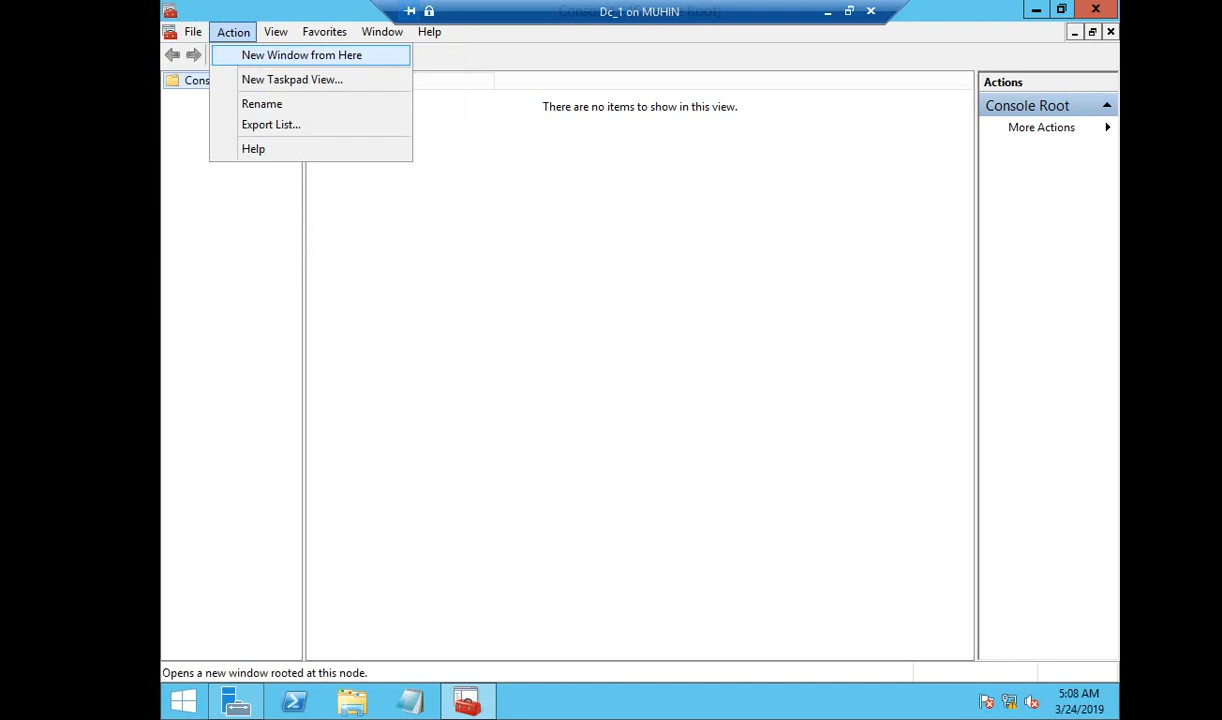 Dc_1 on MUHIN
File Action View Favorites Window Help
New Window from Here
New Taskpad View...
Rename
Export List...
Help
Cons
There are no items to show in this view.
Actions
Console Root
More Actions
Opens a new window rooted at this node.
5:08 AM
3/24/2019